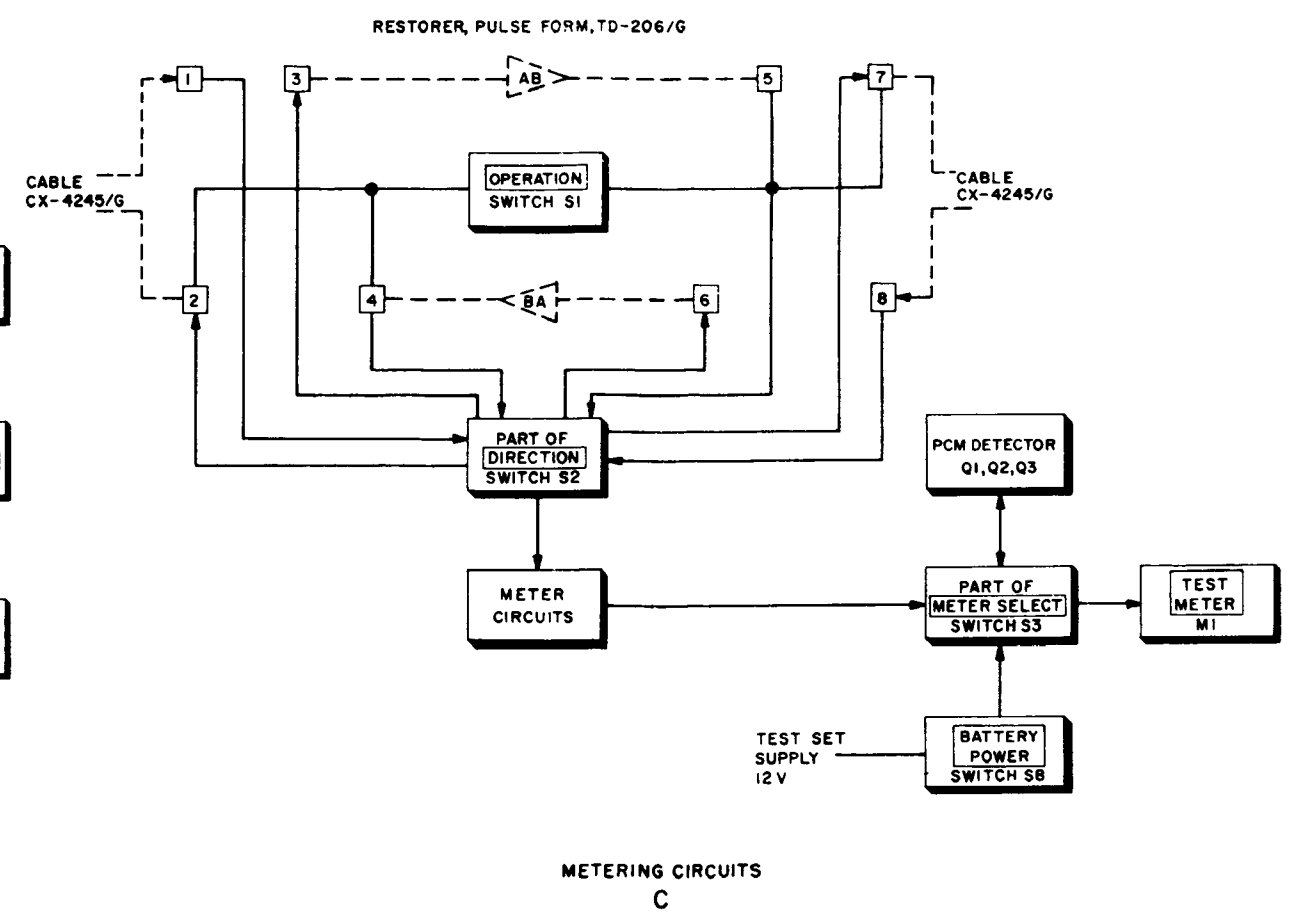 RESTORER, PULSE FORM, TD-206/G
1
3
AB
5
7
CABLE
CX-4245/G
OPERATION
SWITCH S1
CABLE
CX-4245/G
2
4
BA
6
8
PART OF
DIRECTION
SWITCH S2
PCM DETECTOR
Q1,Q2,Q3
METER
CIRCUITS
PART OF
METER SELECT
SWITCH S3
TEST
METER
M1
TEST SET
SUPPLY
12V
BATTERY
POWER
SWITCH S8
METERING CIRCUITS
C